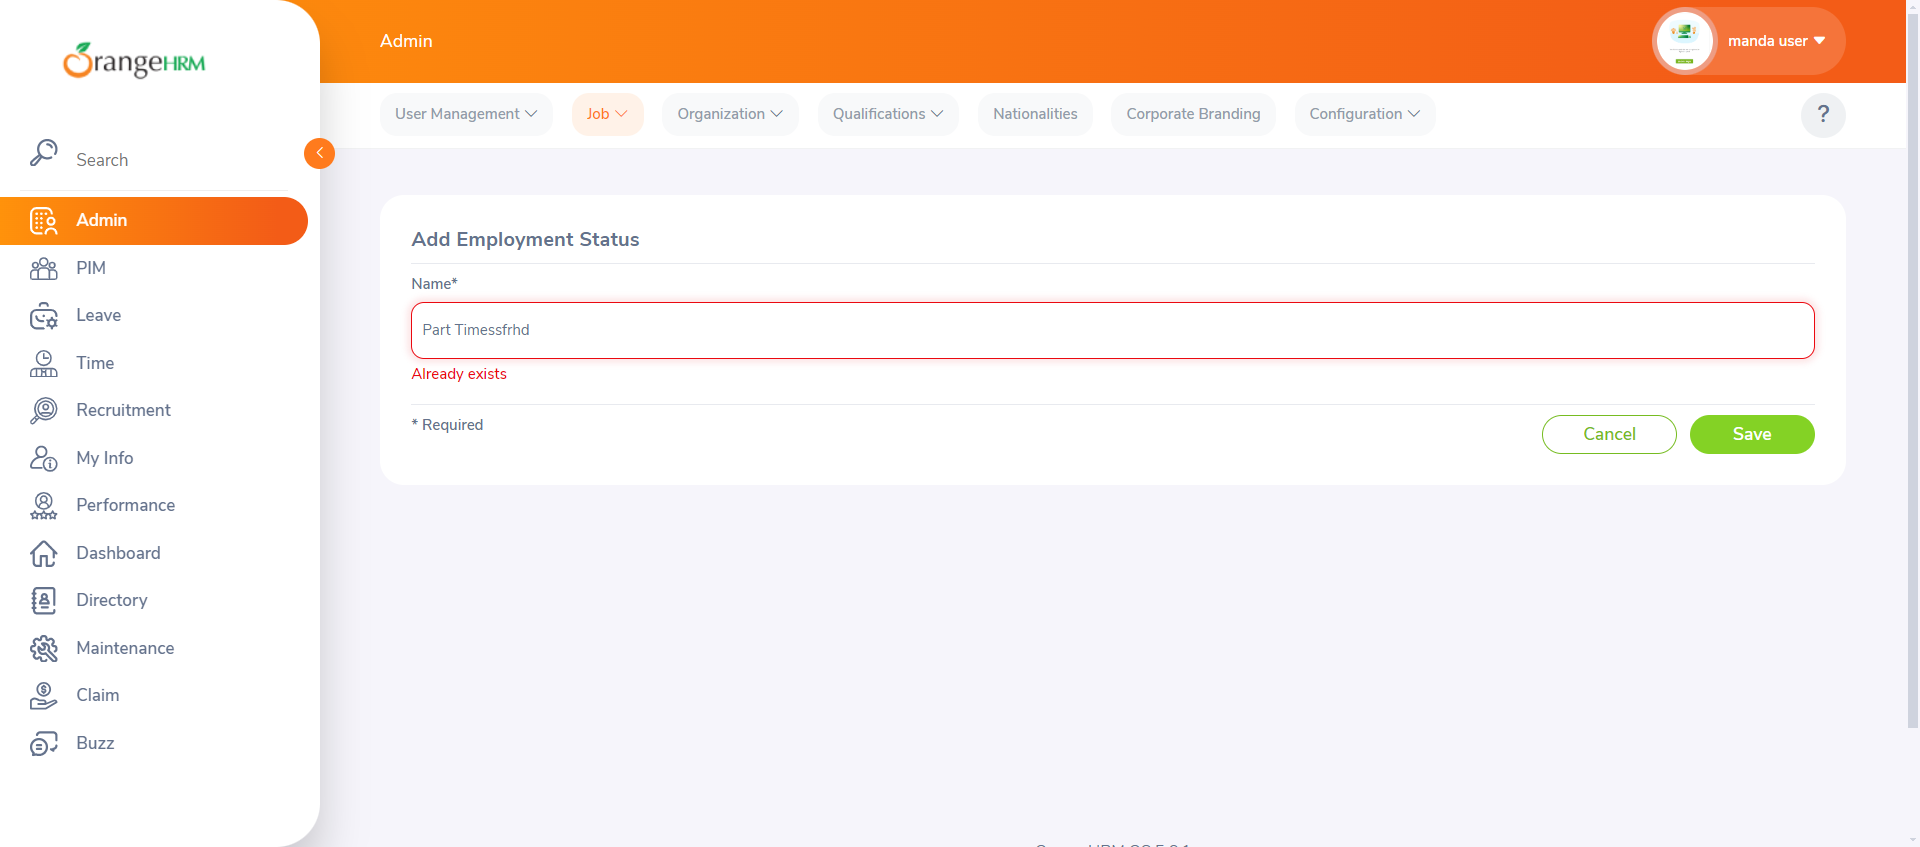 OrangeHRM
Admin
manda user
User Management
Job
Organization
Qualifications
Nationalities
Corporate Branding
Configuration
?
Search
Admin
PIM
Leave
Time
Recruitment
My Info
Performance
Dashboard
Directory
Maintenance
Claim
Buzz
Add Employment Status
Name*
Part Timessfrhd
Already exists
* Required
Cancel
Save